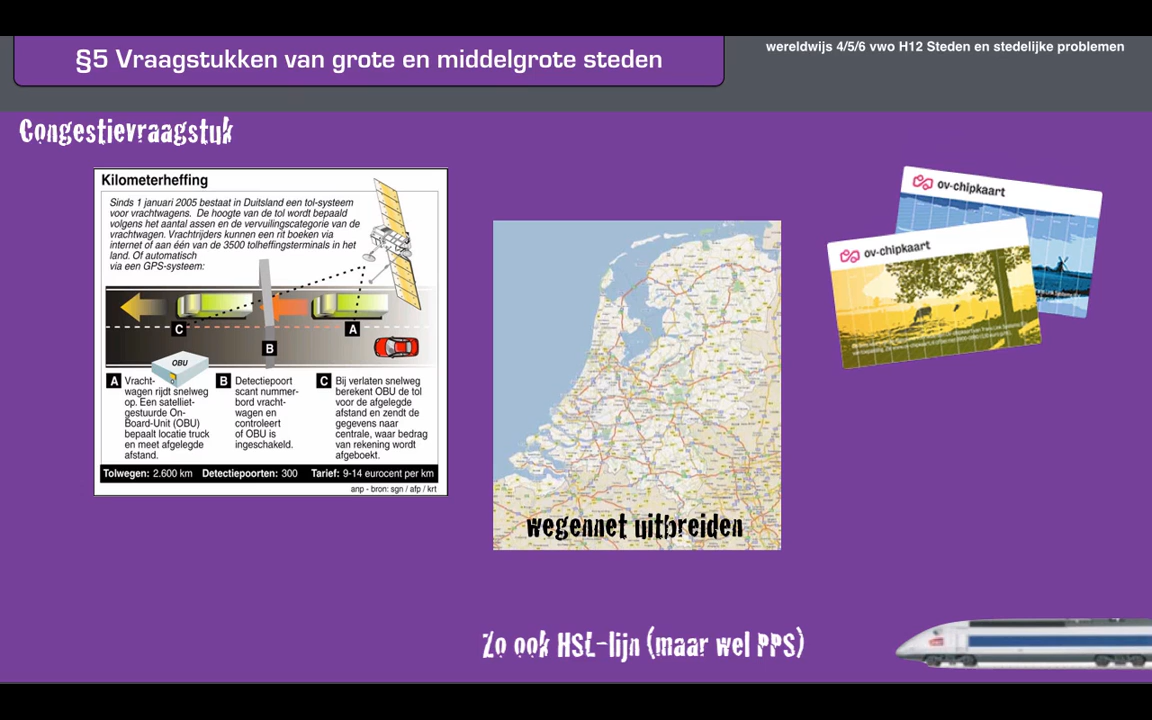 §5 Vraagstukken van grote en middelgrote steden
wereldwijs 4/5/6 vwo H12 Steden en stedelijke problemen
Congestievraagstuk
Kilometerheffing
Sinds 1 januari 2005 bestaat in Duitsland een tol-systeem
voor vrachtwagens. De hoogte van de tol wordt bepaald
volgens het aantal assen en de vervuilingscategorie van de
vrachtwagen. Vrachtrijders kunnen een rit boeken via
internet of aan één van de 3500 tolheffingsterminals in het
land. Of automatisch
via een GPS-systeem:
C
A
B
OBU
A Vracht-
wagen rijdt snelweg
op. Een satelliet-
gestuurde On-
Board-Unit (OBU)
bepaalt locatie truck
en meet afgelegde
afstand.
B Detectiepoort
scant nummer-
bord vracht-
wagen en
controleert
of OBU is
ingeschakeld.
C Bij verlaten snelweg
berekent OBU de tol
voor de afgelegde
afstand en zendt de
gegevens naar
centrale, waar bedrag
van rekening wordt
afgeboekt.
Tolwegen: 2.600 km Detectiepoorten: 300 Tarief: 9-14 eurocent per km
anp - bron: sgn / afp / krt
wegennet uitbreiden
ov-chipkaart
ov-chipkaart
Zo ook HSL-lijn (maar wel PPS)